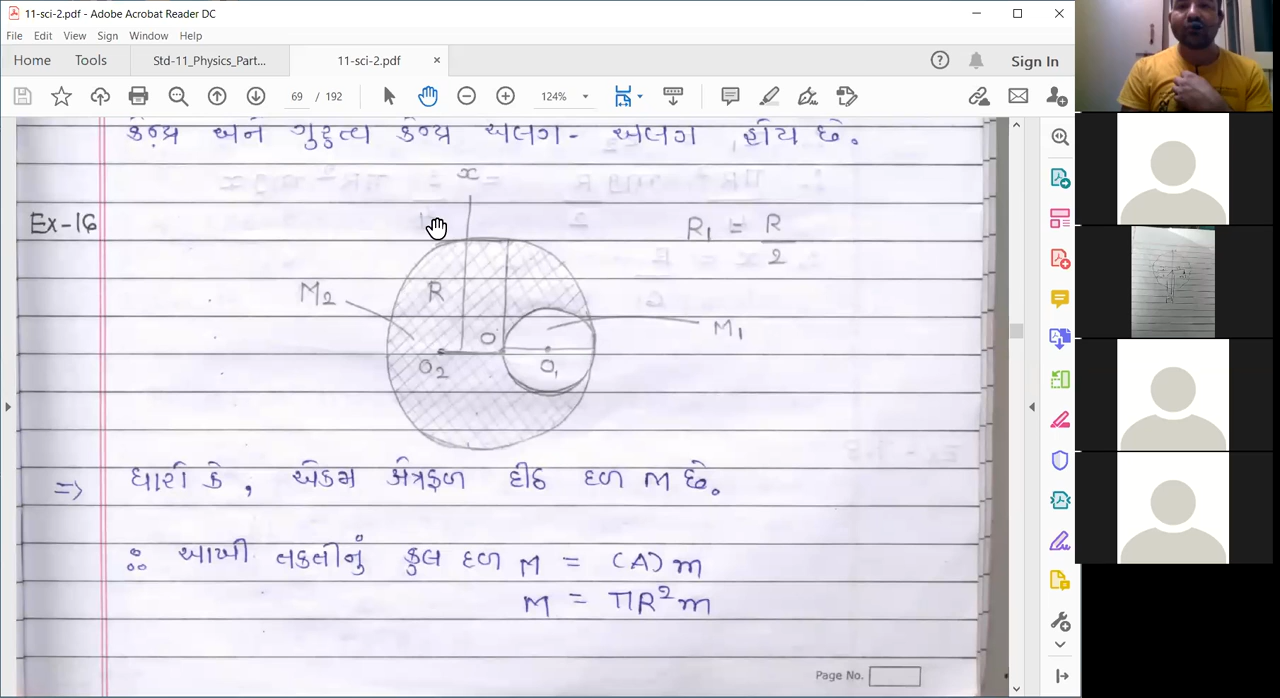 11-sci-2.pdf - Adobe Acrobat Reader DC
File Edit View Sign Window Help
Home Tools Std-11_Physics_Part... 11-sci-2.pdf × Sign In
69 / 192 124%
કેન્દ્ર અને ગુરુત્વ કેન્દ્ર અલગ - અલગ હોય છે.
x
Ex-16
R₁ = R/2
M₂ R
M₁
O
O₂ O₁
=> ધારો કે, એકમ ક્ષેત્રફળ દીઠ દળ m છે.
∴ આખી તકતીનું કુલ દળ M = (A) m
M = πR²m
Page No.